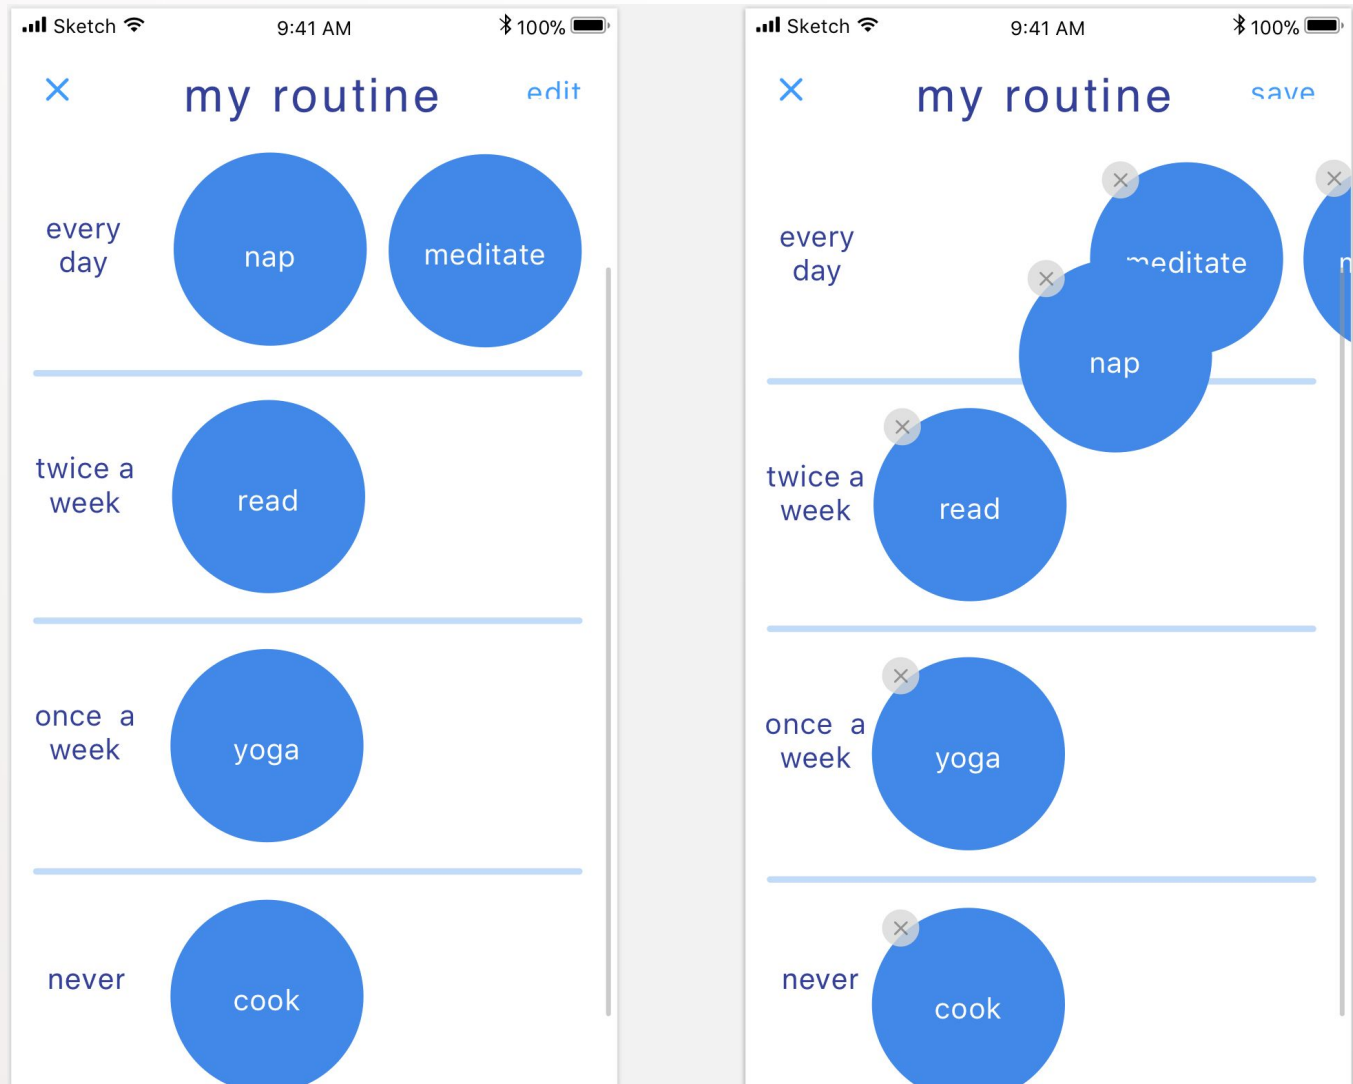 Sketch 9:41 AM 100%
my routine edit
every
day
nap meditate
twice a
week
read
once a
week
yoga
never
cook
Sketch 9:41 AM 100%
my routine save
every
day
meditate
nap
twice a
week
read
once a
week
yoga
never
cook